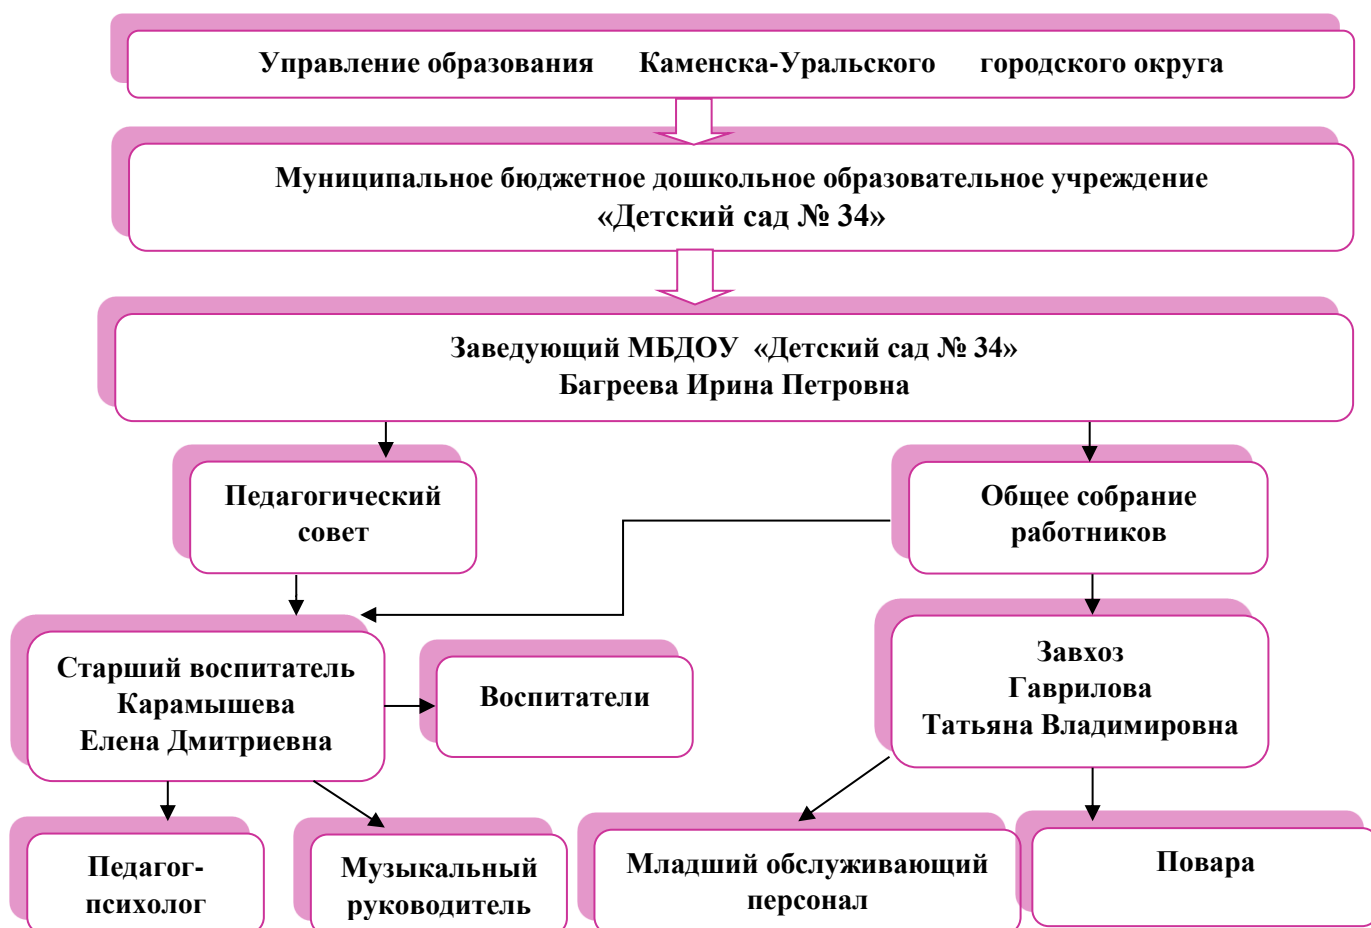 Управление образования Каменска-Уральского городского округа
Муниципальное бюджетное дошкольное образовательное учреждение
«Детский сад № 34»
Заведующий МБДОУ «Детский сад № 34»
Багреева Ирина Петровна
Педагогический
совет
Общее собрание
работников
Старший воспитатель
Карамышева
Елена Дмитриевна
Воспитатели
Завхоз
Гаврилова
Татьяна Владимировна
Педагог-
психолог
Музыкальный
руководитель
Младший обслуживающий
персонал
Повара